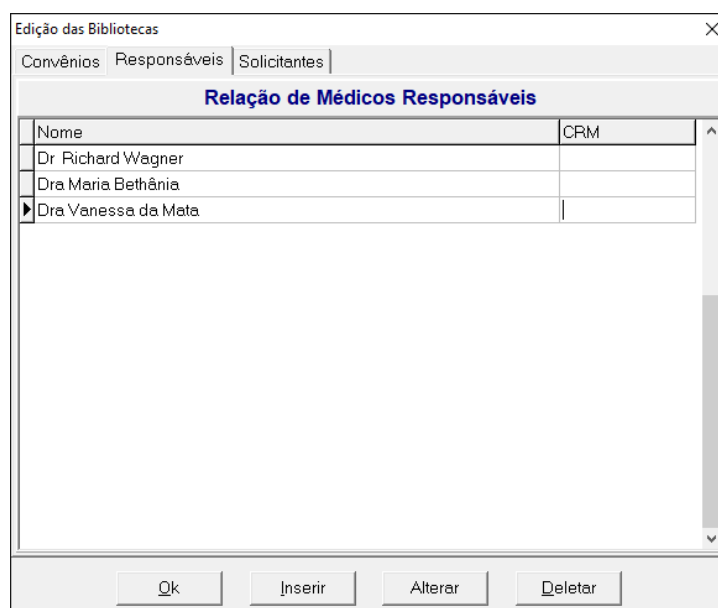 Edição das Bibliotecas
Convênios Responsáveis Solicitantes
Relação de Médicos Responsáveis
Nome CRM
Dr Richard Wagner
Dra Maria Bethânia
Dra Vanessa da Mata
Ok Inserir Alterar Deletar